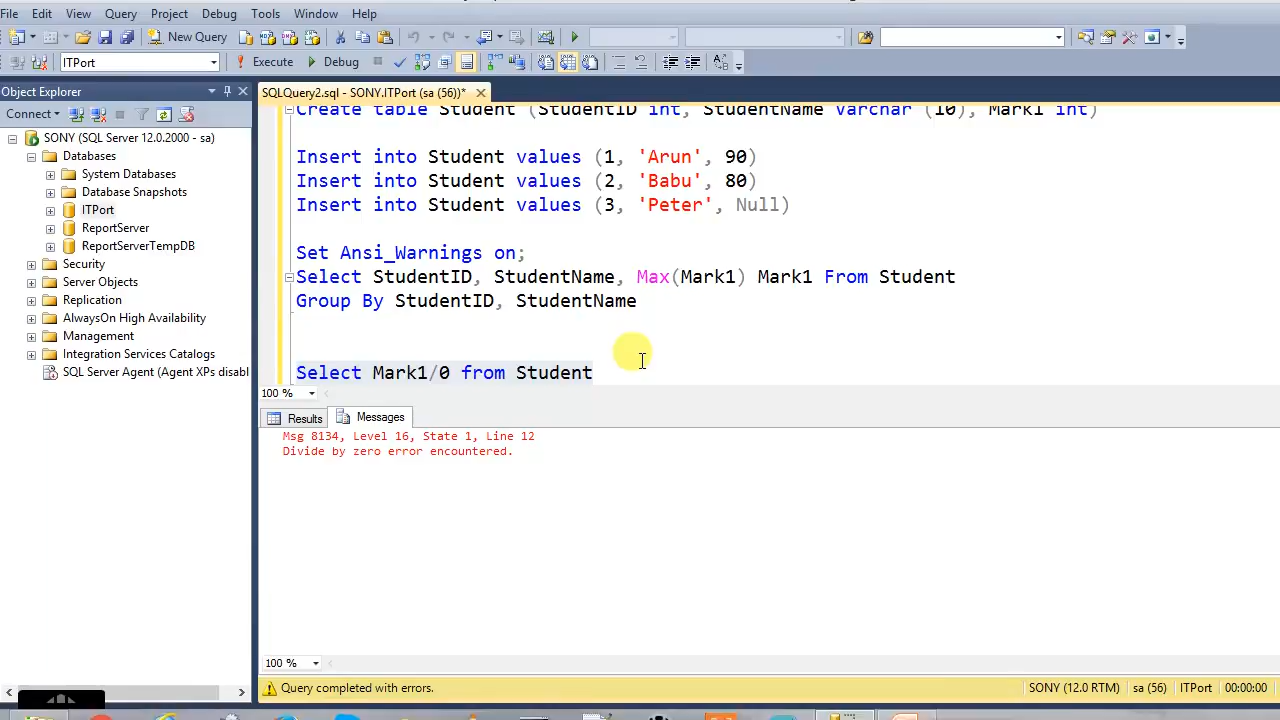 File Edit View Query Project Debug Tools Window Help
New Query
ITPort Execute Debug
Object Explorer
SQLQuery2.sql - SONY.ITPort (sa (56))*
Connect
SONY (SQL Server 12.0.2000 - sa)
Databases
System Databases
Database Snapshots
ITPort
ReportServer
ReportServerTempDB
Security
Server Objects
Replication
AlwaysOn High Availability
Management
Integration Services Catalogs
SQL Server Agent (Agent XPs disabl
Create table Student (StudentID int, StudentName varchar (10), Mark1 int)
Insert into Student values (1, 'Arun', 90)
Insert into Student values (2, 'Babu', 80)
Insert into Student values (3, 'Peter', Null)
Set Ansi_Warnings on;
Select StudentID, StudentName, Max(Mark1) Mark1 From Student
Group By StudentID, StudentName
Select Mark1/0 from Student
100 %
Results Messages
Msg 8134, Level 16, State 1, Line 12
Divide by zero error encountered.
100 %
Query completed with errors. SONY (12.0 RTM) sa (56) ITPort 00:00:00